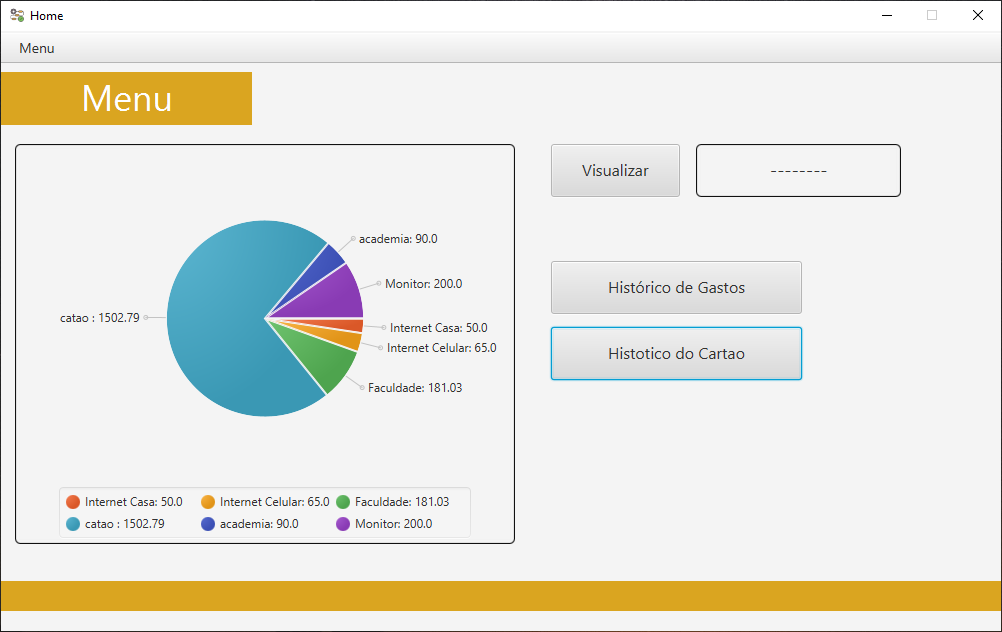 Home
Menu
Menu
Visualizar
--------
academia: 90.0
Monitor: 200.0
catao : 1502.79
Internet Casa: 50.0
Internet Celular: 65.0
Faculdade: 181.03
Histórico de Gastos
Histotico do Cartao
Internet Casa: 50.0 Internet Celular: 65.0 Faculdade: 181.03
catao : 1502.79 academia: 90.0 Monitor: 200.0